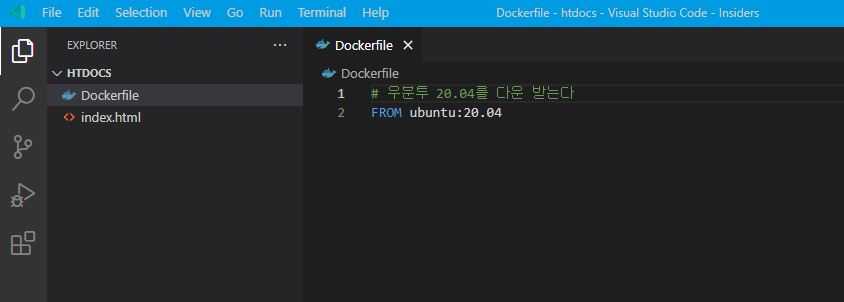 File Edit Selection View Go Run Terminal Help Dockerfile - htdocs - Visual Studio Code - Insiders
EXPLORER
HTDOCS
Dockerfile
index.html
Dockerfile
Dockerfile
1 # 우분투 20.04를 다운 받는다
2 FROM ubuntu:20.04